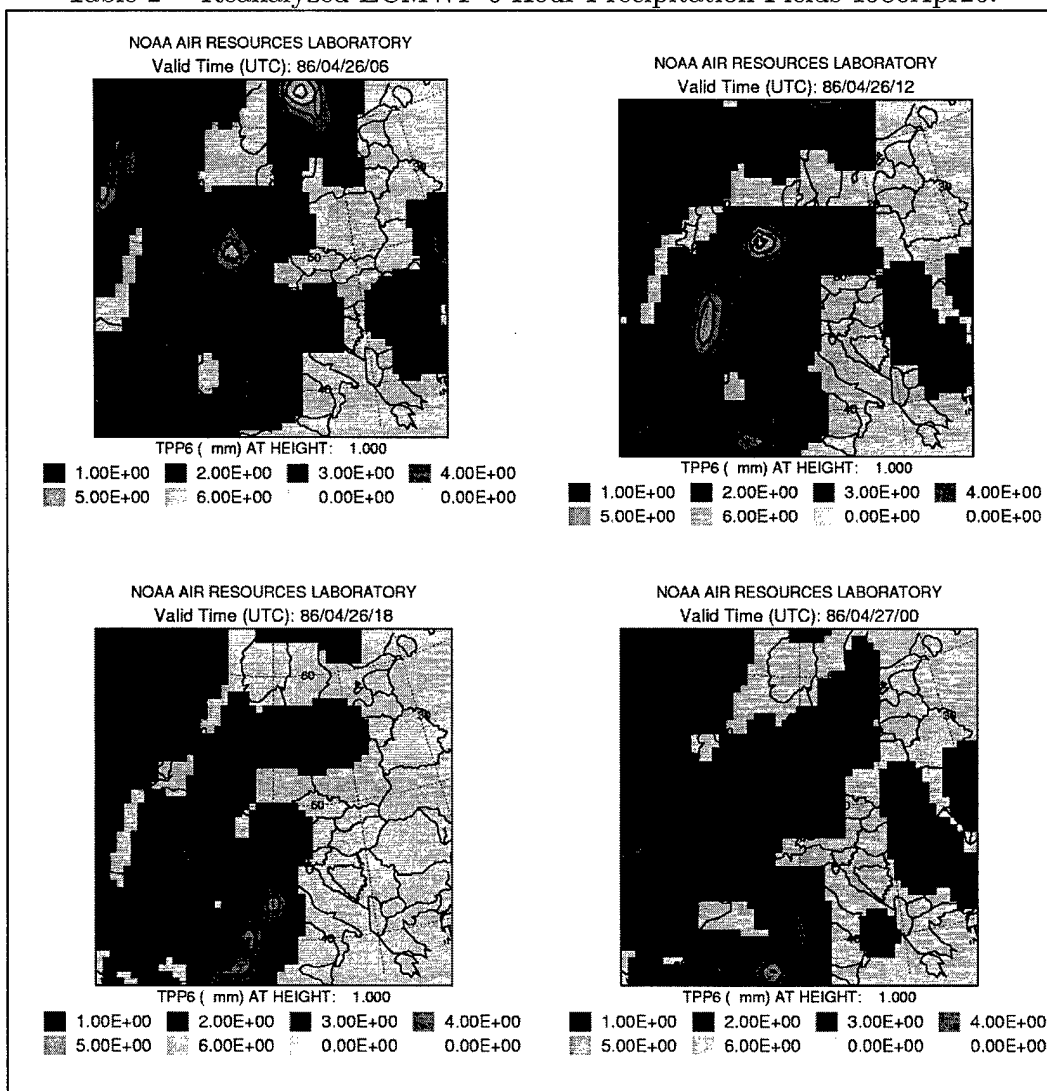 NOAA AIR RESOURCES LABORATORY
Valid Time (UTC): 86/04/26/06
TPP6 ( mm) AT HEIGHT: 1.000
1.00E+00 2.00E+00 3.00E+00 4.00E+00
5.00E+00 6.00E+00 0.00E+00 0.00E+00
NOAA AIR RESOURCES LABORATORY
Valid Time (UTC): 86/04/26/12
TPP6 ( mm) AT HEIGHT: 1.000
1.00E+00 2.00E+00 3.00E+00 4.00E+00
5.00E+00 6.00E+00 0.00E+00 0.00E+00
NOAA AIR RESOURCES LABORATORY
Valid Time (UTC): 86/04/26/18
TPP6 ( mm) AT HEIGHT: 1.000
1.00E+00 2.00E+00 3.00E+00 4.00E+00
5.00E+00 6.00E+00 0.00E+00 0.00E+00
NOAA AIR RESOURCES LABORATORY
Valid Time (UTC): 86/04/27/00
TPP6 ( mm) AT HEIGHT: 1.000
1.00E+00 2.00E+00 3.00E+00 4.00E+00
5.00E+00 6.00E+00 0.00E+00 0.00E+00